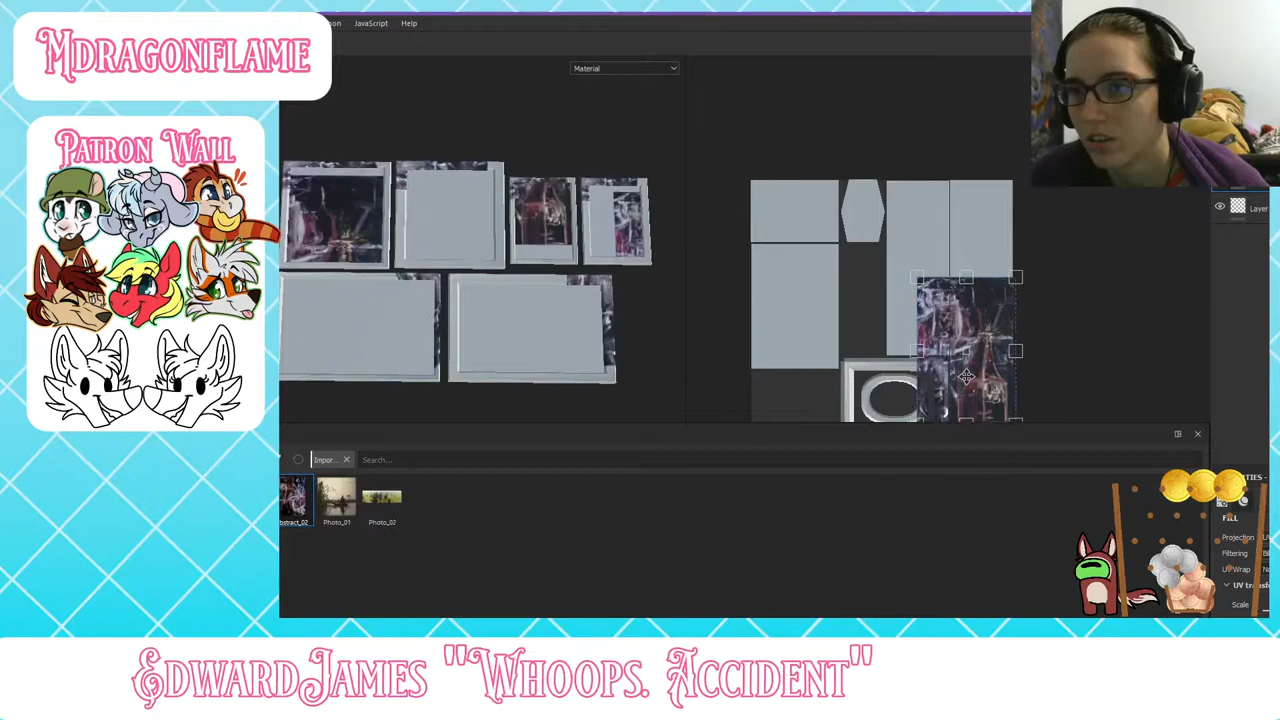 Mdragonflame
JavaScript
Help
Material
Patron Wall
Layer
Impor...
Search...
bstract_02
Photo_01
Photo_02
FILL
Projection
Filtering
UV Wrap
UV transf
Scale
EdwardJames "Whoops. Accident"